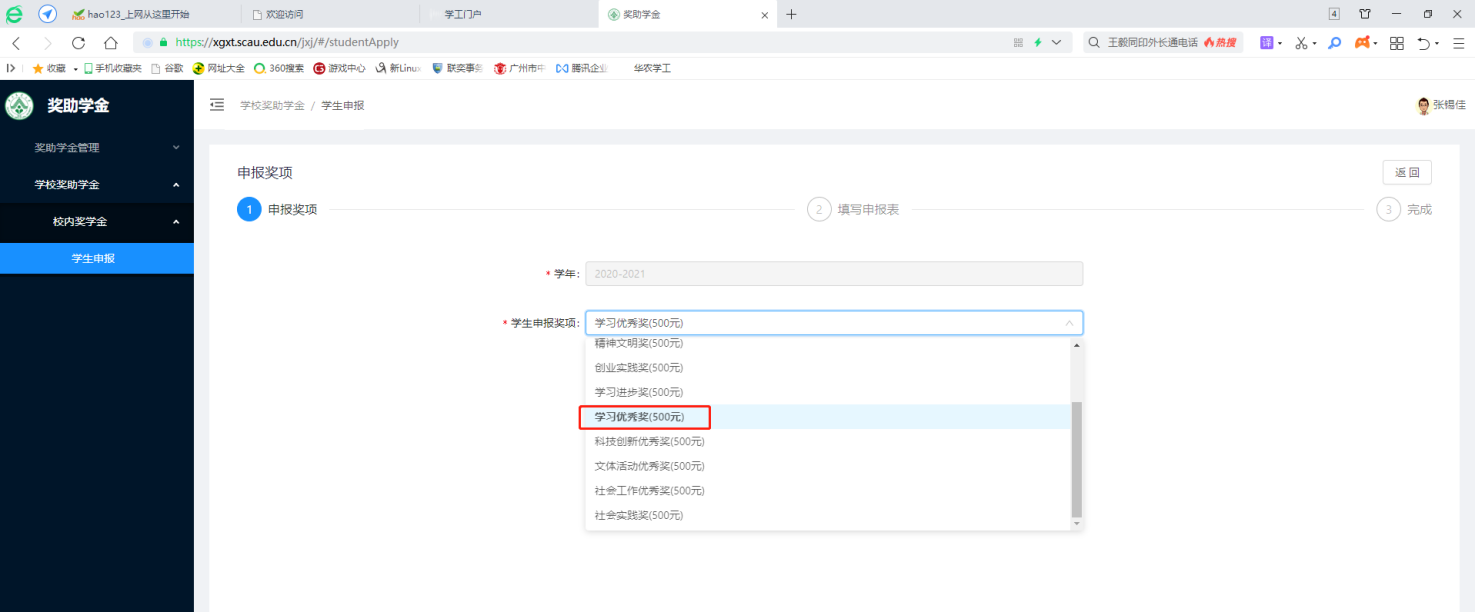 hao123_上网从这里开始
欢迎访问
学工门户
奖助学金
4
https://xgxt.scau.edu.cn/jxj/#/studentApply
王毅同印外长通电话 热搜
译
收藏 手机收藏夹 谷歌 网址大全 360搜索 游戏中心 新Linux 联奕事务 广州市中 腾讯企业 华农学工
奖助学金
学校奖助学金 / 学生申报
张锡佳
奖助学金管理
学校奖助学金
校内奖学金
学生申报
申报奖项
返 回
1 申报奖项
2 填写申报表
3 完成
* 学年: 2020-2021
* 学生申报奖项: 学习优秀奖(500元)
精神文明奖(500元)
创业实践奖(500元)
学习进步奖(500元)
学习优秀奖(500元)
科技创新优秀奖(500元)
文体活动优秀奖(500元)
社会工作优秀奖(500元)
社会实践奖(500元)